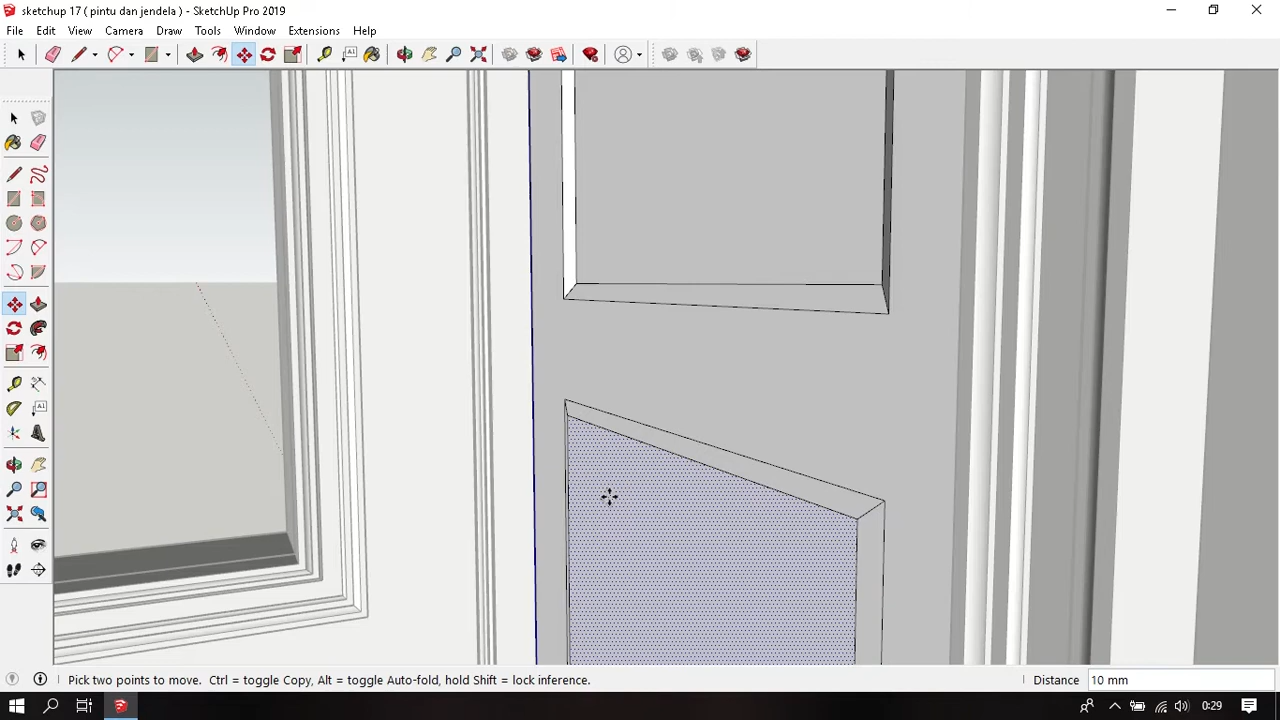 sketchup 17 ( pintu dan jendela ) - SketchUp Pro 2019
File Edit View Camera Draw Tools Window Extensions Help
Pick two points to move. Ctrl = toggle Copy, Alt = toggle Auto-fold, hold Shift = lock inference.
Distance 10 mm
0:29